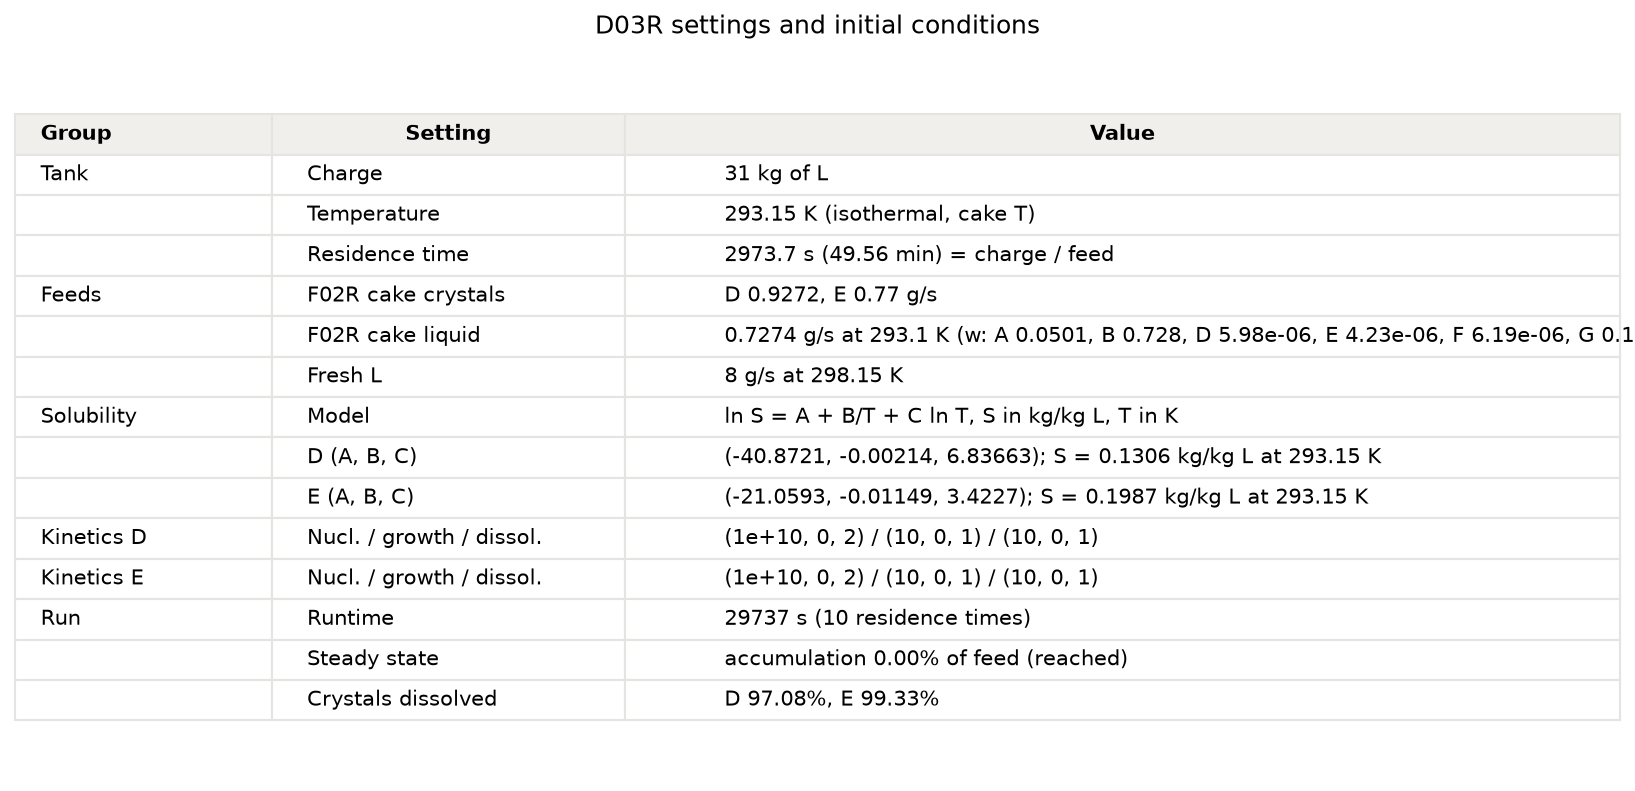 D03R settings and initial conditions
Group Setting Value
Tank Charge 31 kg of L
Temperature 293.15 K (isothermal, cake T)
Residence time 2973.7 s (49.56 min) = charge / feed
Feeds F02R cake crystals D 0.9272, E 0.77 g/s
F02R cake liquid 0.7274 g/s at 293.1 K (w: A 0.0501, B 0.728, D 5.98e-06, E 4.23e-06, F 6.19e-06, G 0.1
Fresh L 8 g/s at 298.15 K
Solubility Model ln S = A + B/T + C ln T, S in kg/kg L, T in K
D (A, B, C) (-40.8721, -0.00214, 6.83663); S = 0.1306 kg/kg L at 293.15 K
E (A, B, C) (-21.0593, -0.01149, 3.4227); S = 0.1987 kg/kg L at 293.15 K
Kinetics D Nucl. / growth / dissol. (1e+10, 0, 2) / (10, 0, 1) / (10, 0, 1)
Kinetics E Nucl. / growth / dissol. (1e+10, 0, 2) / (10, 0, 1) / (10, 0, 1)
Run Runtime 29737 s (10 residence times)
Steady state accumulation 0.00% of feed (reached)
Crystals dissolved D 97.08%, E 99.33%